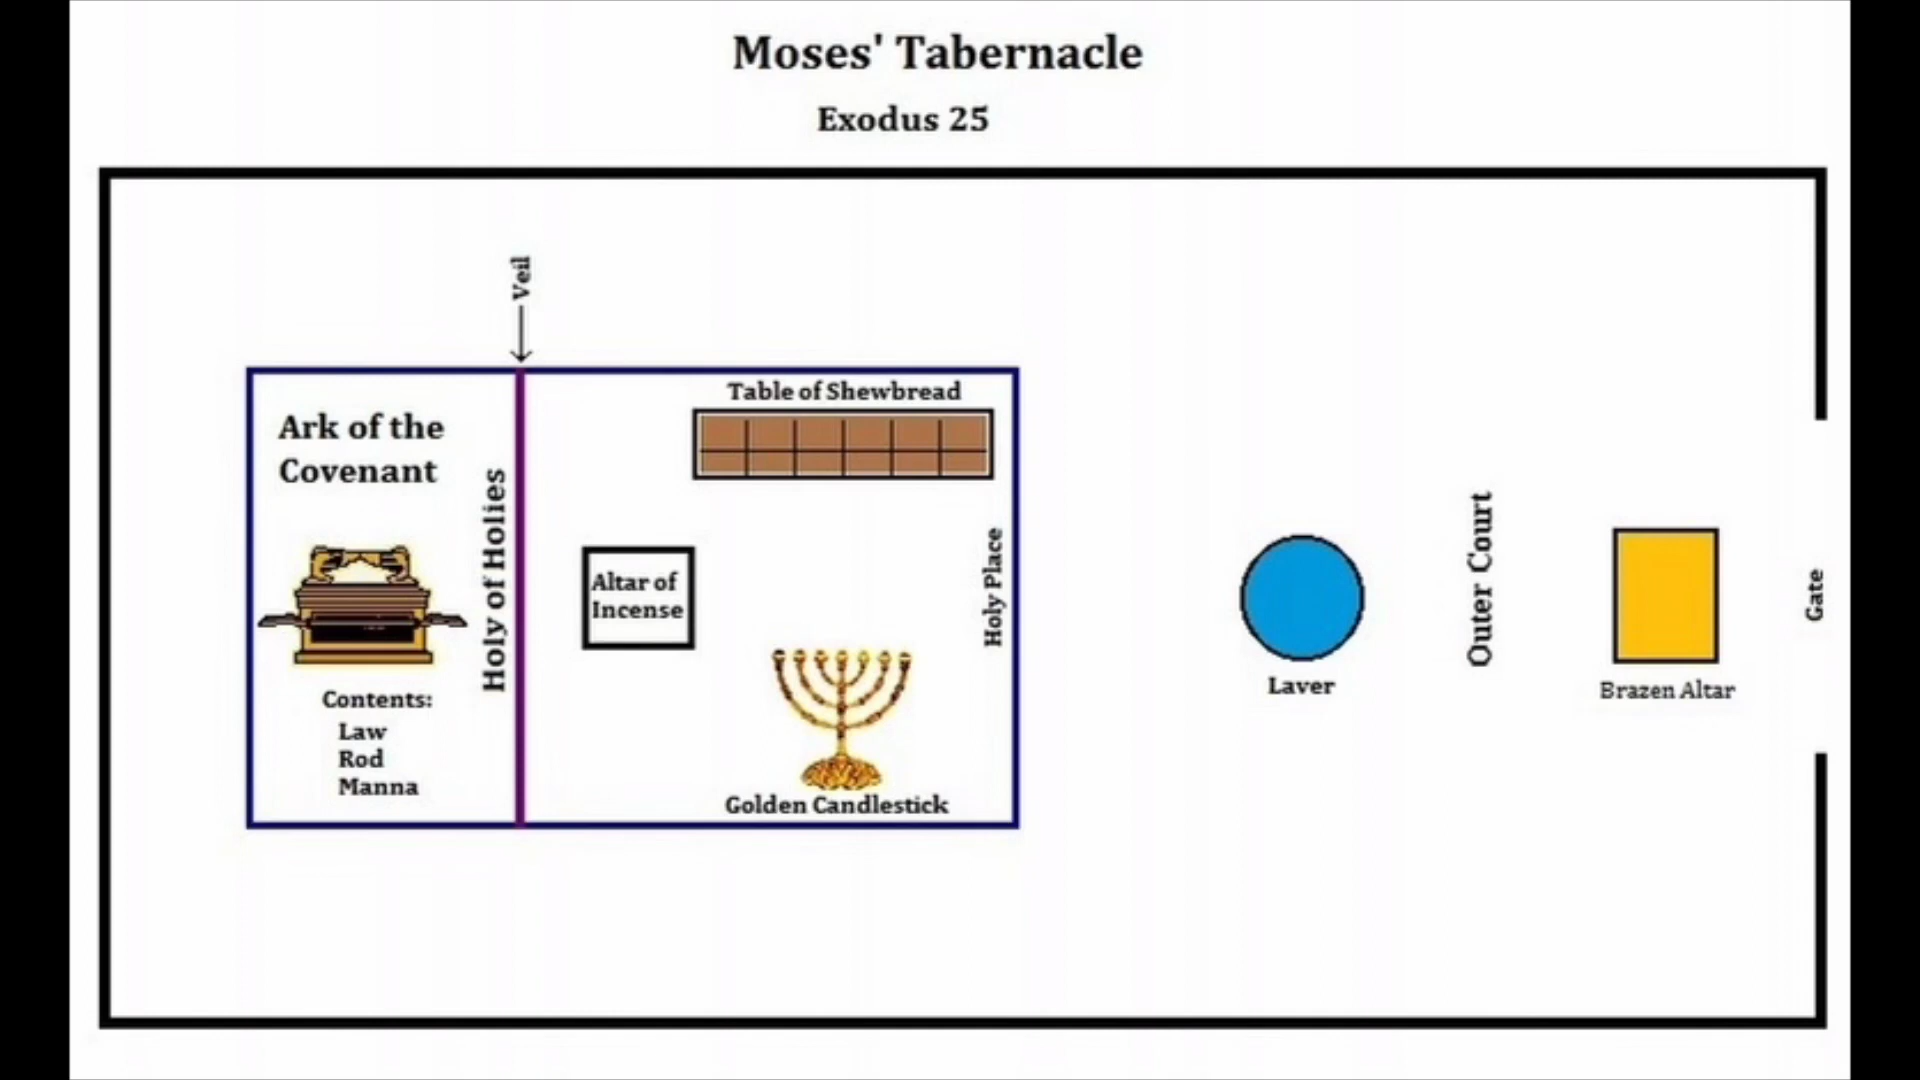 Moses' Tabernacle
Exodus 25
Veil
Ark of the
Covenant
Holy of Holies
Contents:
Law
Rod
Manna
Table of Shewbread
Altar of
Incense
Holy Place
Golden Candlestick
Laver
Outer Court
Brazen Altar
Gate